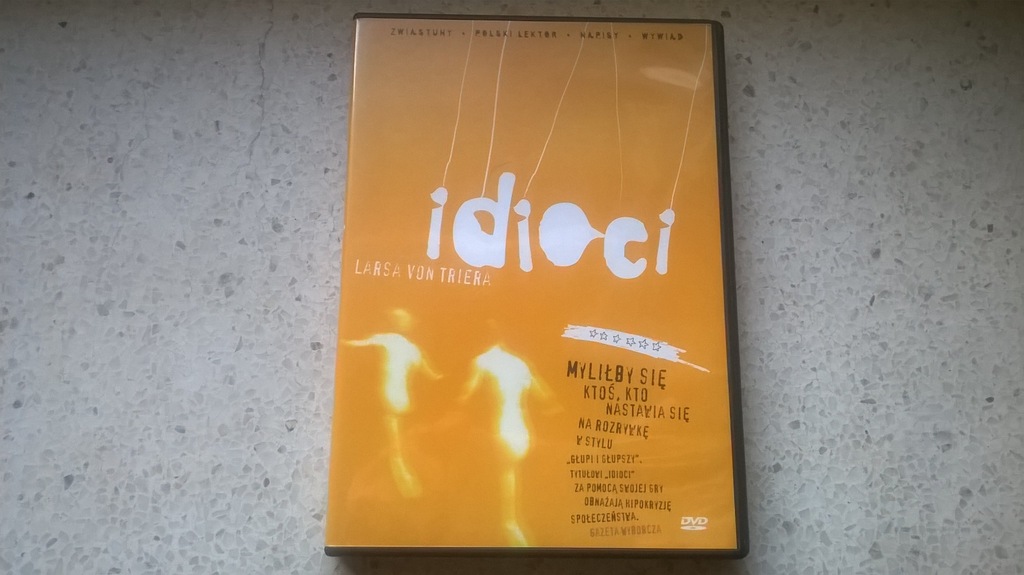 ZWIASTUNY • POLSKI LEKTOR • NAPISY • WYWIAD
idioci
LARSA VON TRIERA
MYLIŁBY SIĘ
KTOŚ, KTO
NASTAWIA SIĘ
NA ROZRYWKĘ
W STYLU
„GŁUPI I GŁUPSZY".
TYTUŁOWI „IDIOCI"
ZA POMOCĄ SWOJEJ GRY
OBNAŻAJĄ HIPOKRYZJĘ
SPOŁECZEŃSTWA.
GAZETA WYBORCZA
DVD